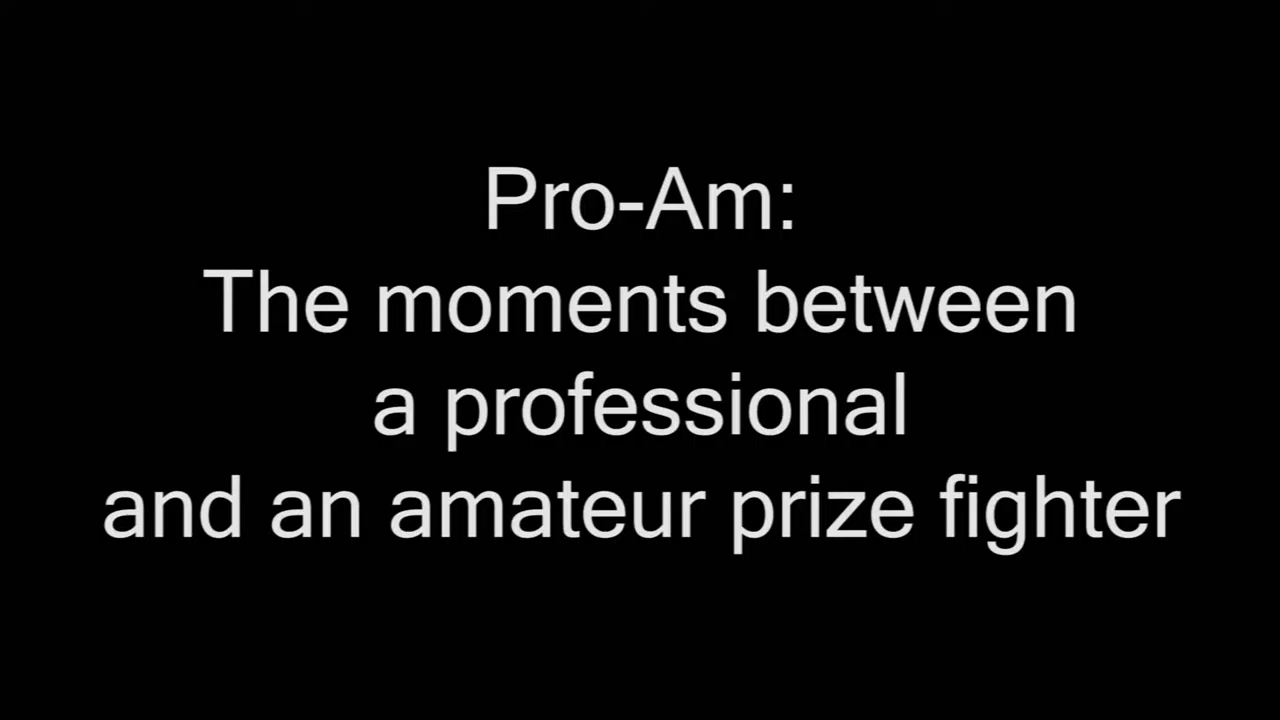 Pro-Am:
The moments between
a professional
and an amateur prize fighter